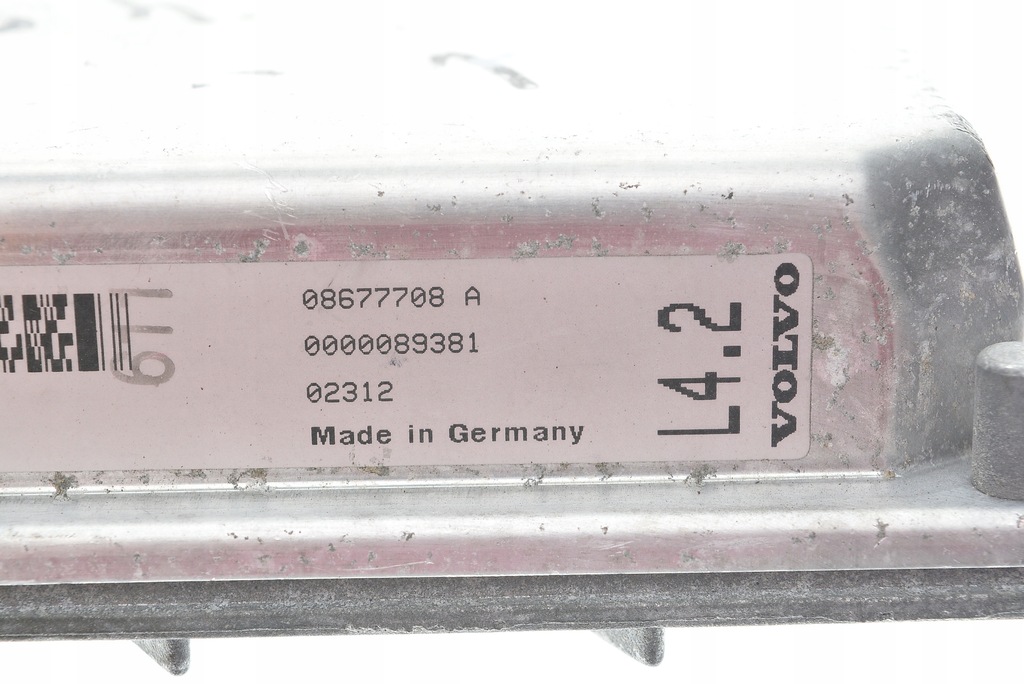 08677708 A
0000089381
02312
Made in Germany
L4.2
VOLVO